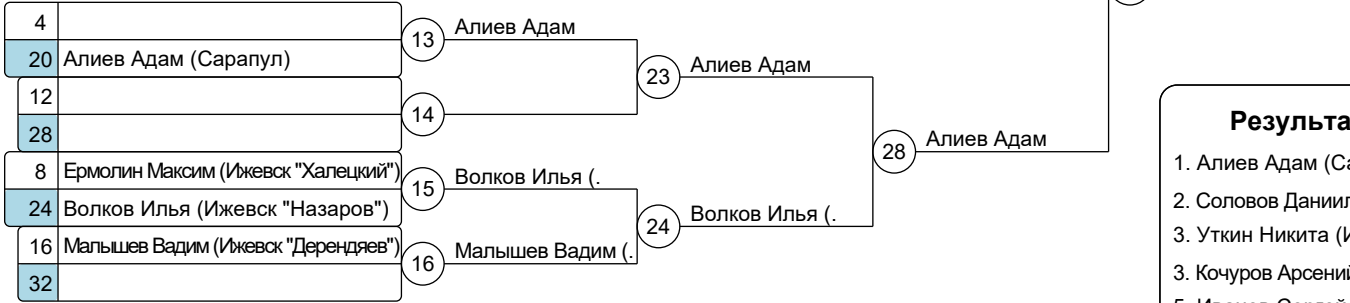 4
20 Алиев Адам (Сарапул)
12
28
8 Ермолин Максим (Ижевск "Халецкий")
24 Волков Илья (Ижевск "Назаров")
16 Малышев Вадим (Ижевск "Дерендяев")
32
13 Алиев Адам
14
15 Волков Илья (.
16 Малышев Вадим (.
23 Алиев Адам
24 Волков Илья (.
28 Алиев Адам
Результа
1. Алиев Адам (Са
2. Соловов Даниил
3. Уткин Никита (И
3. Кочуров Арсений